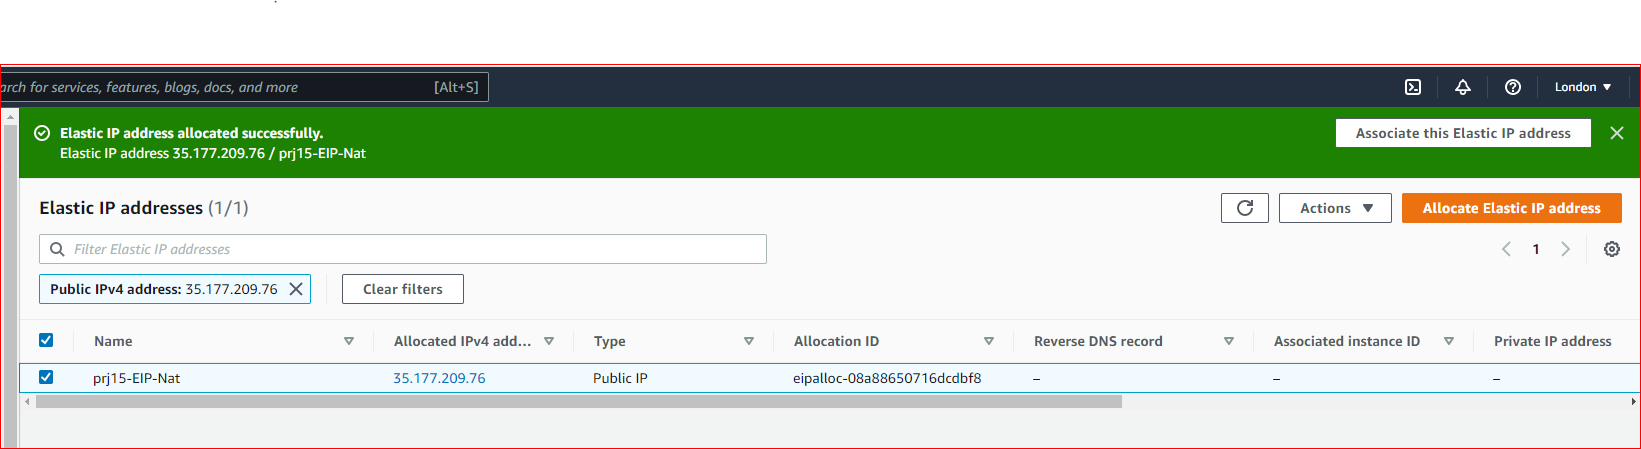 arch for services, features, blogs, docs, and more [Alt+S] London
Elastic IP address allocated successfully.
Elastic IP address 35.177.209.76 / prj15-EIP-Nat
Associate this Elastic IP address
Elastic IP addresses (1/1) Actions Allocate Elastic IP address
Filter Elastic IP addresses 1
Public IPv4 address: 35.177.209.76 Clear filters
Name Allocated IPv4 add... Type Allocation ID Reverse DNS record Associated instance ID Private IP address
prj15-EIP-Nat 35.177.209.76 Public IP eipalloc-08a88650716dcdbf8 – – –